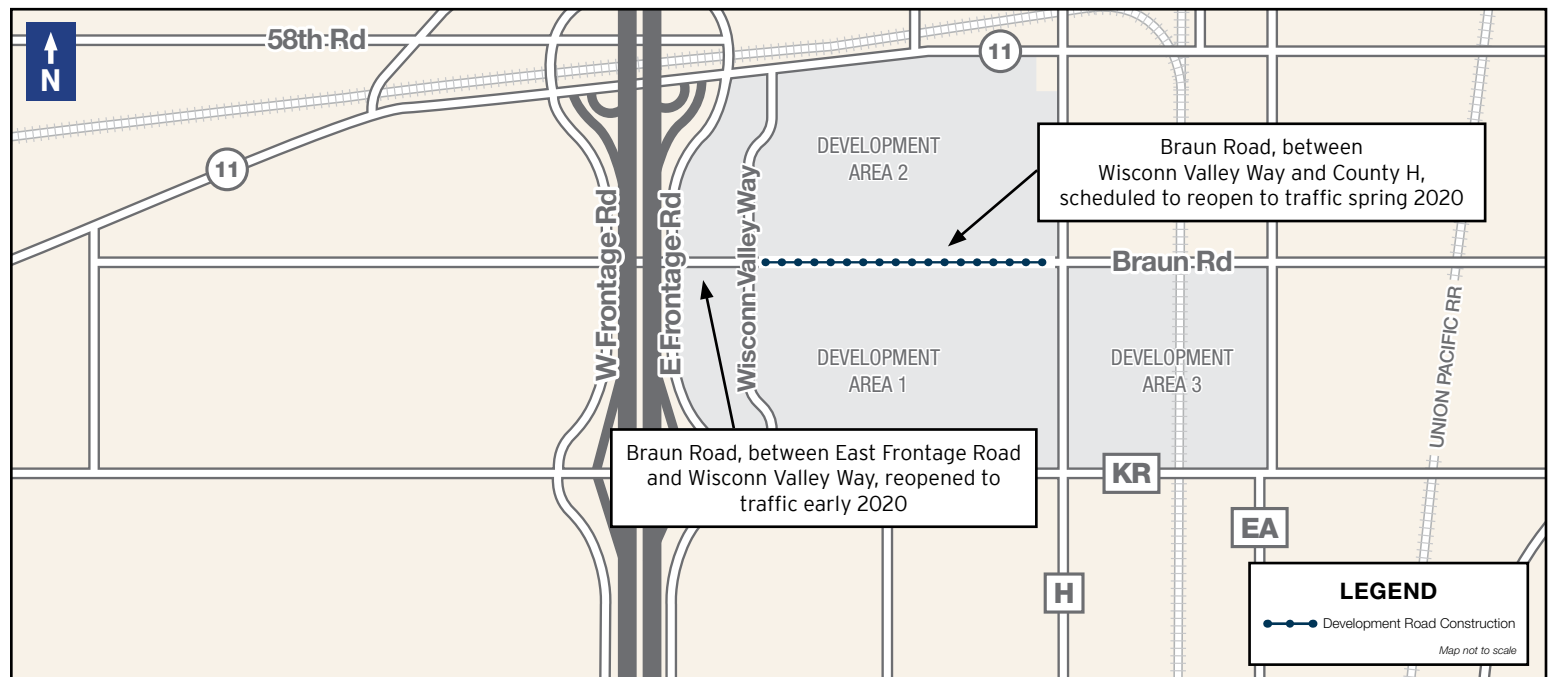 N
58th Rd
11
11
DEVELOPMENT
AREA 2
Braun Road, between
Wisconn Valley Way and County H,
scheduled to reopen to traffic spring 2020
W Frontage Rd
E Frontage Rd
Wisconn Valley Way
Braun Rd
DEVELOPMENT
AREA 1
DEVELOPMENT
AREA 3
UNION PACIFIC RR
Braun Road, between East Frontage Road
and Wisconn Valley Way, reopened to
traffic early 2020
KR
EA
H
LEGEND
Development Road Construction
Map not to scale